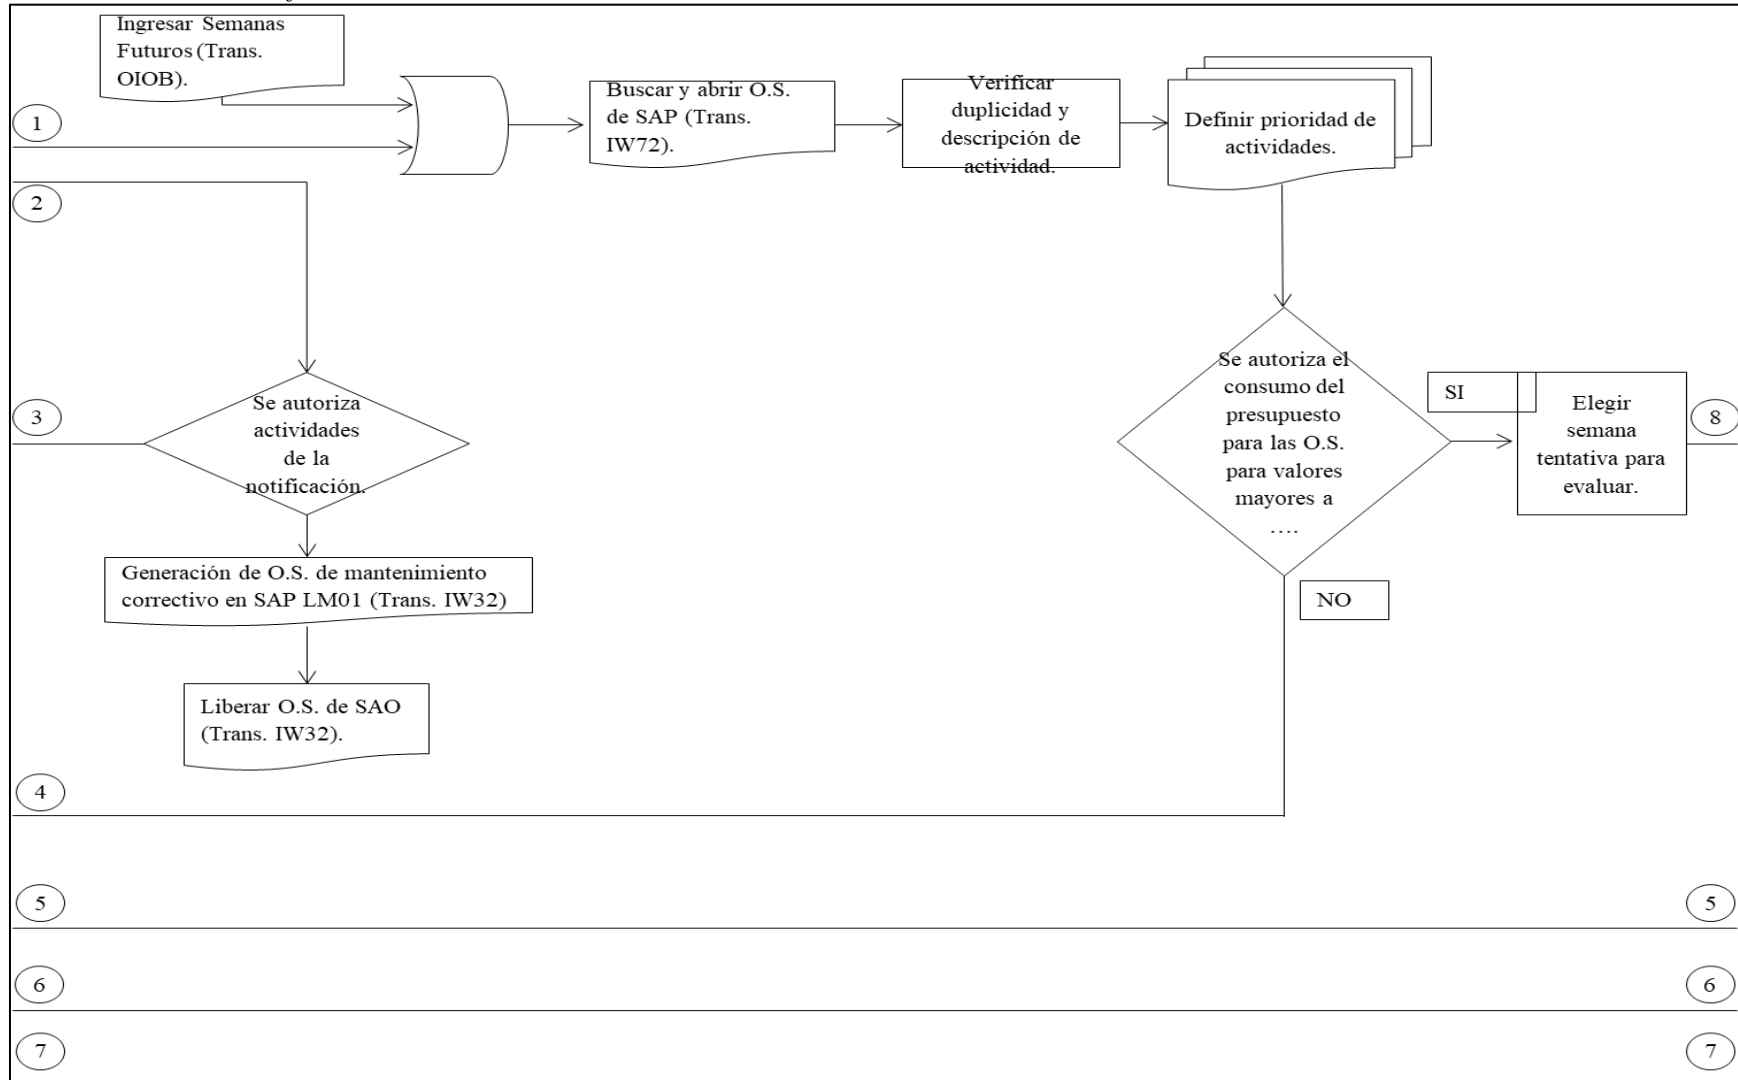 Ingresar Semanas
Futuros (Trans.
OIOB).
1
Buscar y abrir O.S.
de SAP (Trans.
IW72).
Verificar
duplicidad y
descripción de
actividad.
Definir prioridad de
actividades.
2
3
Se autoriza
actividades
de la
notificación.
Se autoriza el
consumo del
presupuesto
para las O.S.
para valores
mayores a
….
SI
Elegir
semana
tentativa para
evaluar.
8
Generación de O.S. de mantenimiento
correctivo en SAP LM01 (Trans. IW32)
NO
Liberar O.S. de SAO
(Trans. IW32).
4
5
5
6
6
7
7